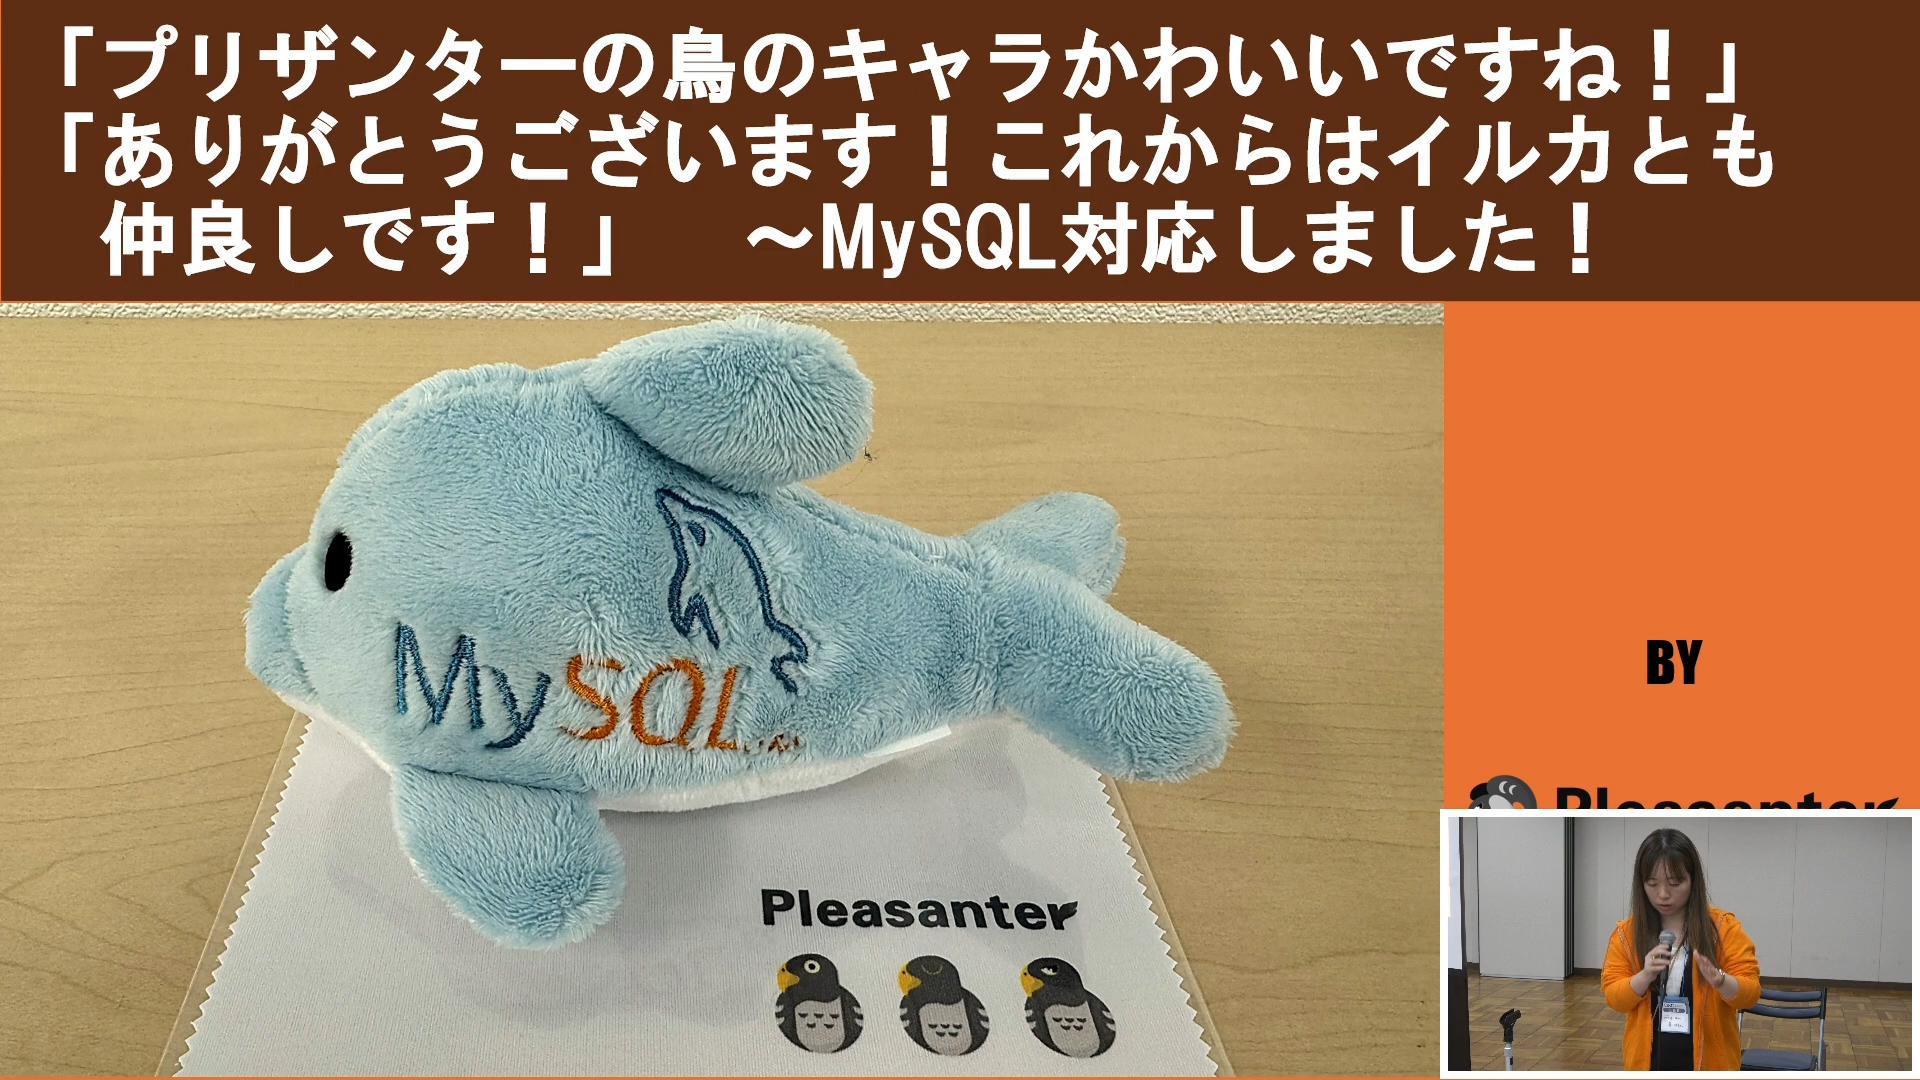 「プリザンターの鳥のキャラかわいいですね！」
「ありがとうございます！これからはイルカとも
仲良しです！」　～MySQL対応しました！
MySQL
Pleasanter
BY
Pleasanter